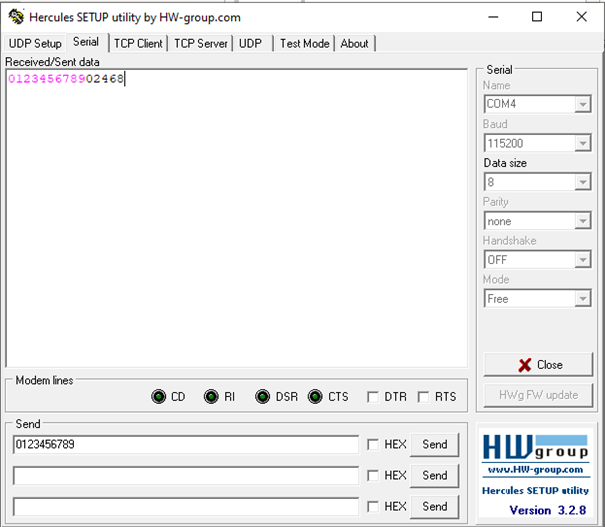 Hercules SETUP utility by HW-group.com
UDP Setup Serial TCP Client TCP Server UDP Test Mode About
Received/Sent data
012345678902468
Serial
Name
COM4
Baud
115200
Data size
8
Parity
none
Handshake
OFF
Mode
Free
Close
HWg FW update
Modem lines
CD RI DSR CTS DTR RTS
Send
0123456789 HEX Send
HEX Send
HEX Send
HW group
www.HW-group.com
Hercules SETUP utility
Version 3.2.8